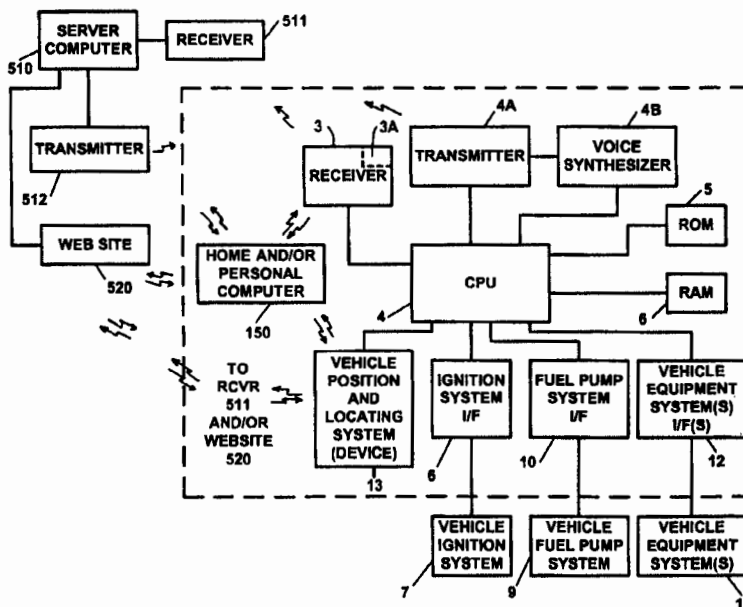 SERVER
COMPUTER
510
RECEIVER
511
TRANSMITTER
512
WEB SITE
520
3
3A
RECEIVER
4A
TRANSMITTER
4B
VOICE
SYNTHESIZER
5
ROM
CPU
4
RAM
6
HOME AND/OR
PERSONAL
COMPUTER
150
TO
RCVR
511
AND/OR
WEBSITE
520
VEHICLE
POSITION
AND
LOCATING
SYSTEM
(DEVICE)
13
IGNITION
SYSTEM
I/F
6
FUEL PUMP
SYSTEM
I/F
10
VEHICLE
EQUIPMENT
SYSTEM(S)
I/F(S)
12
VEHICLE
IGNITION
SYSTEM
7
VEHICLE
FUEL PUMP
SYSTEM
9
VEHICLE
EQUIPMENT
SYSTEM(S)